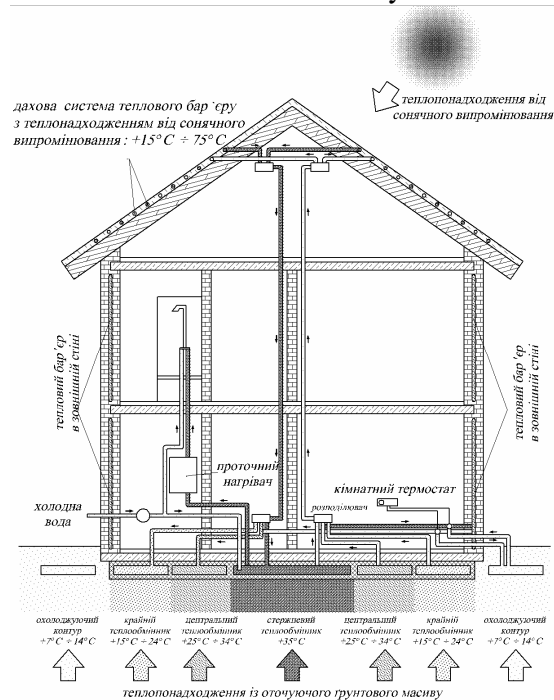 дахова система теплового бар'єру
з теплонадходженням від сонячного
випромінювання: +15°C ÷ 75°C
теплопонадходження від
сонячного випромінювання
тепловий бар'єр
в зовнішній стіні
тепловий бар'єр
в зовнішній стіні
проточний
нагрівач
кімнатний термостат
розподілювач
холодна
вода
охолоджуючий
контур
+7°C ÷ 14°C
крайній
теплообмінник
+15°C ÷ 24°C
центральний
теплообмінник
+25°C ÷ 34°C
стержневий
теплообмінник
+35°C
центральний
теплообмінник
+25°C ÷ 34°C
крайній
теплообмінник
+15°C ÷ 24°C
охолоджуючий
контур
+7°C ÷ 14°C
теплопонадходження із оточуючого ґрунтового масиву